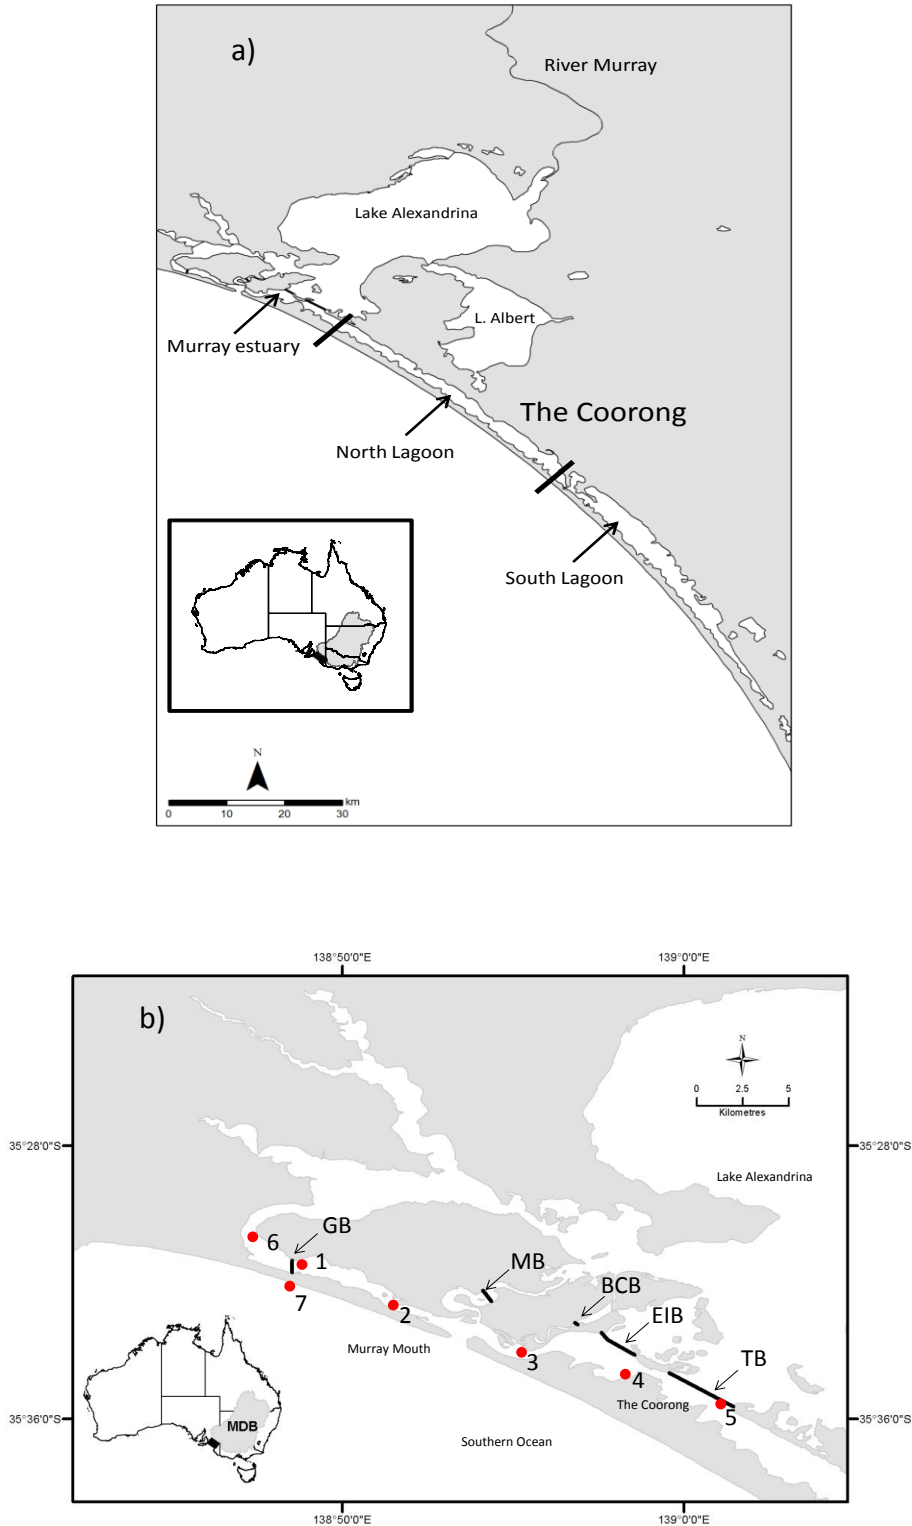 a)
River Murray
Lake Alexandrina
L. Albert
Murray estuary
The Coorong
North Lagoon
South Lagoon
N
km
0 10 20 30
138°50'0"E 139°0'0"E
b)
N
0 2.5 5
Kilometres
35°28'0"S 35°28'0"S
Lake Alexandrina
GB
6
1
MB
7
BCB
2
EIB
Murray Mouth
3
TB
4
The Coorong
5
35°36'0"S 35°36'0"S
MDB
Southern Ocean
138°50'0"E 139°0'0"E